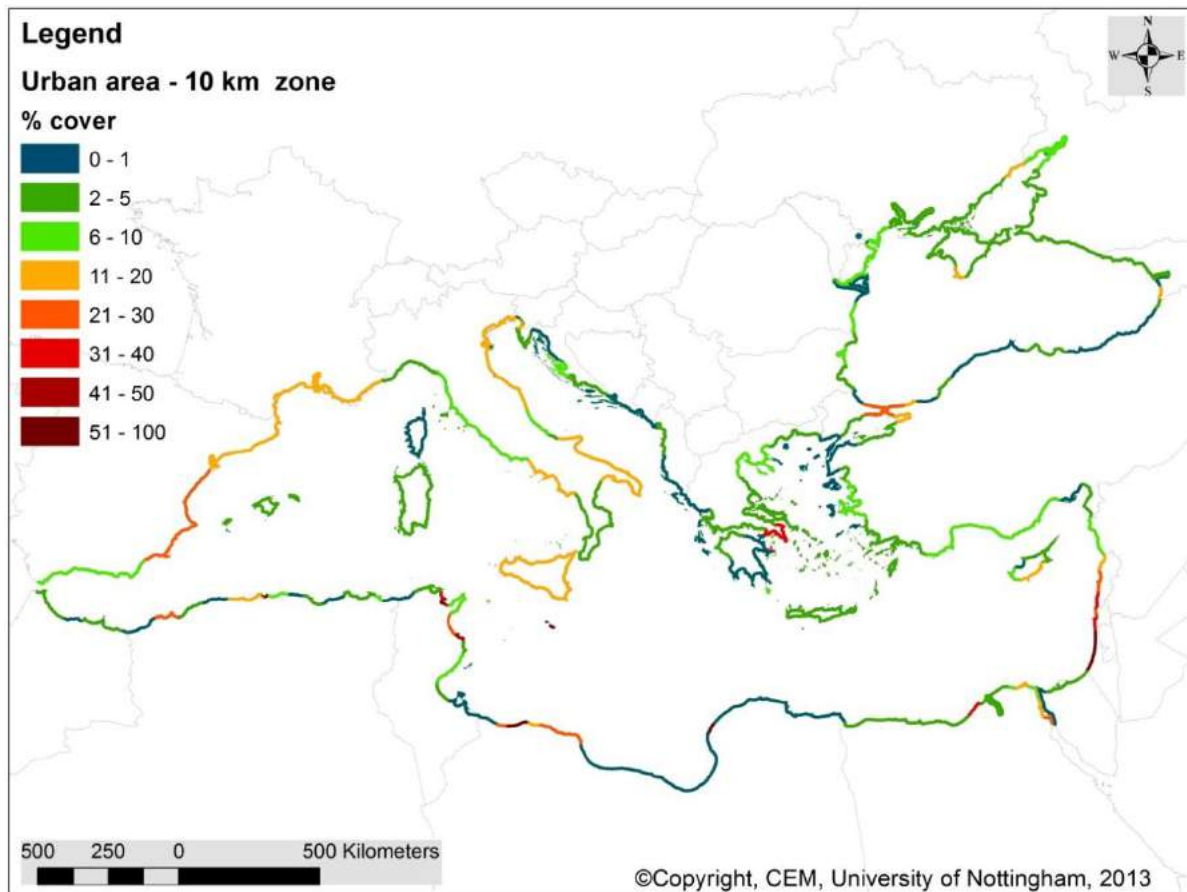 Legend
Urban area - 10 km zone
% cover
0 - 1
2 - 5
6 - 10
11 - 20
21 - 30
31 - 40
41 - 50
51 - 100
N
W E
S
500 250 0 500 Kilometers
©Copyright, CEM, University of Nottingham, 2013